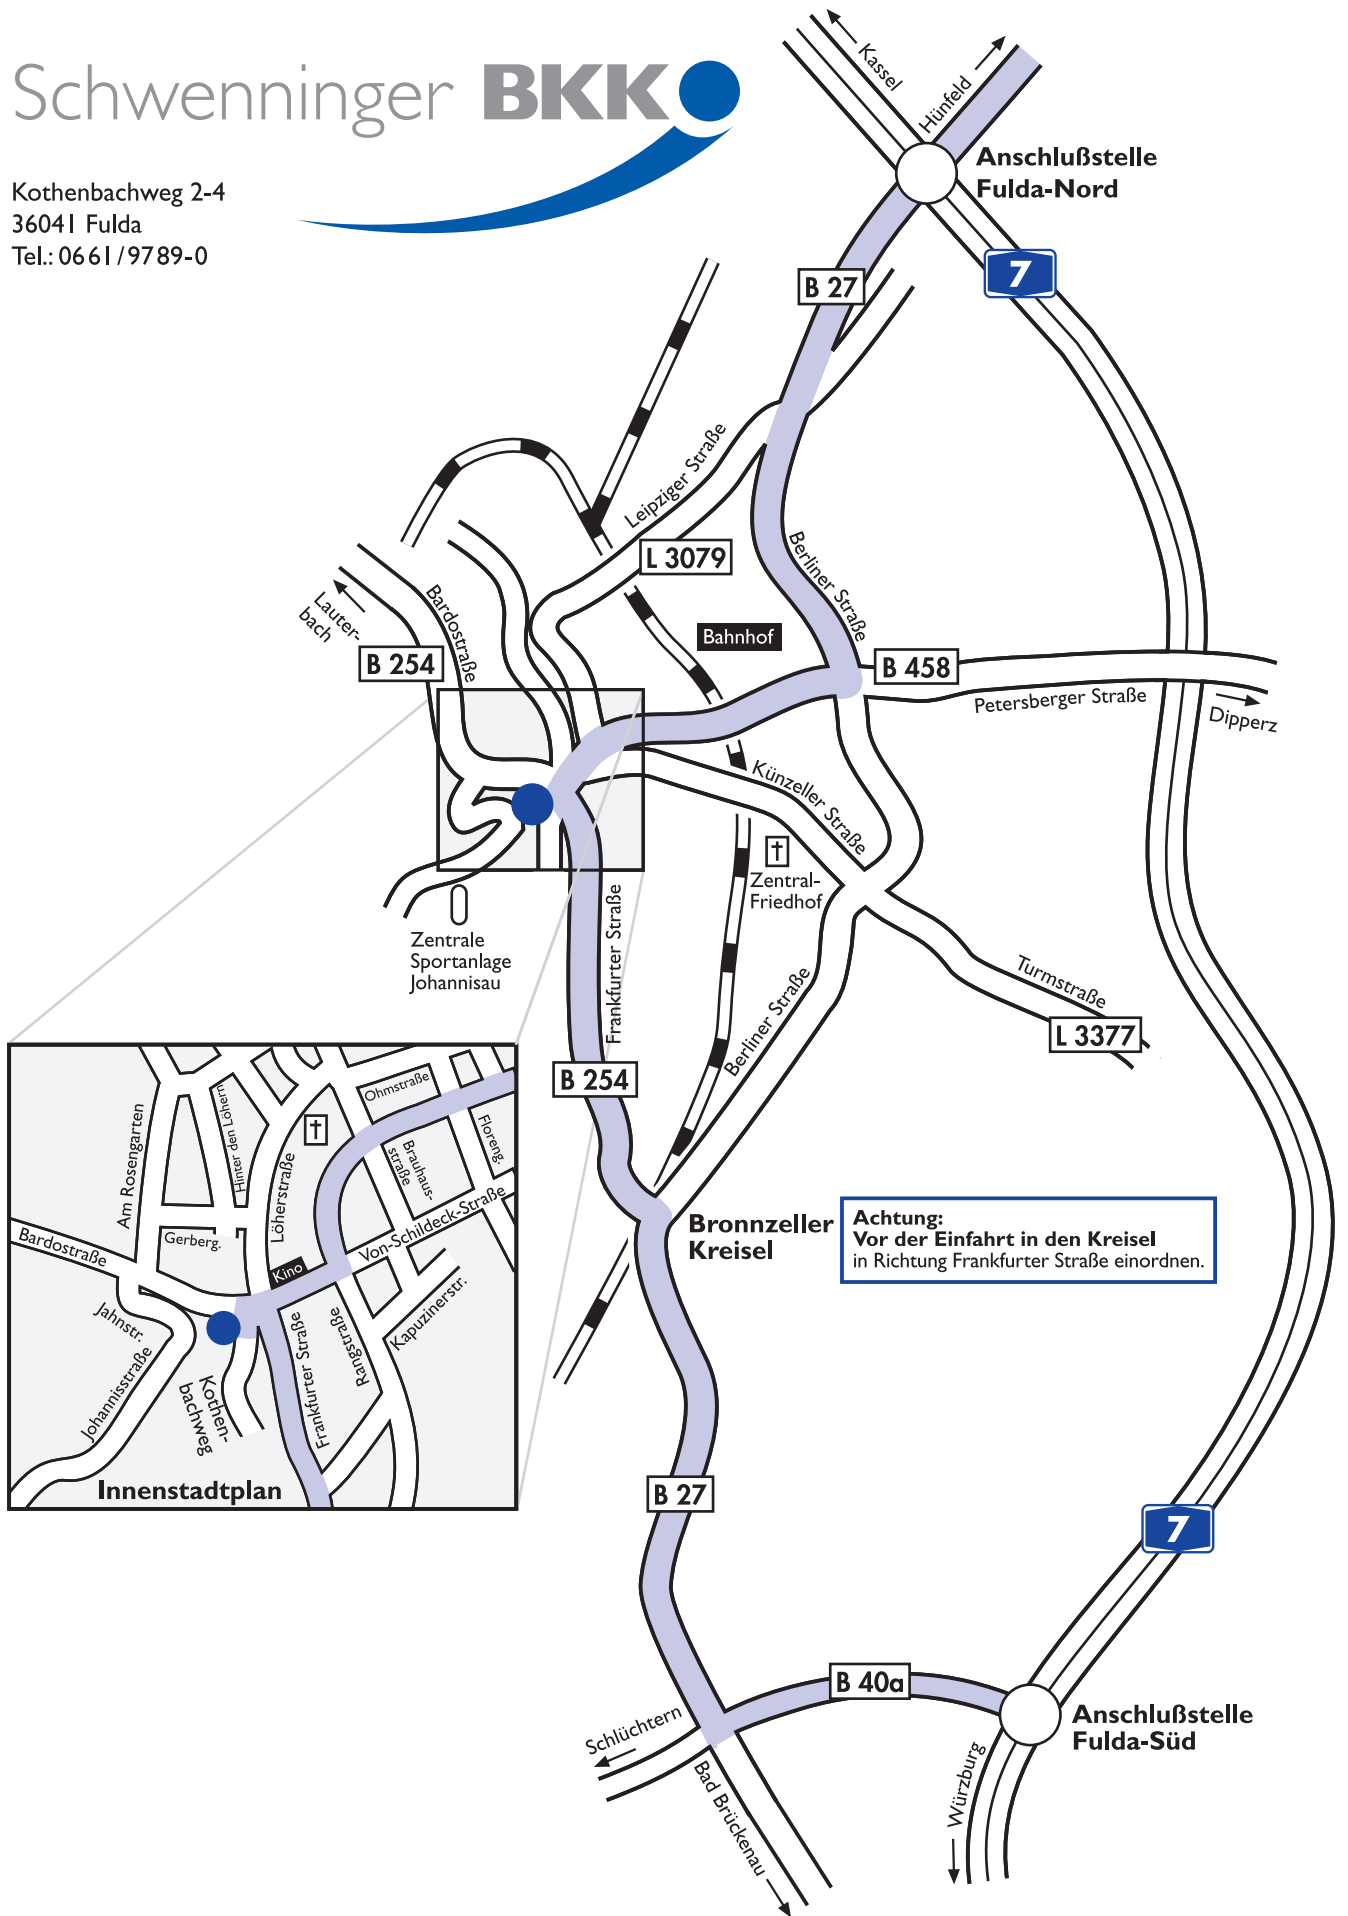 Schwenninger BKK
Kothenbachweg 2-4
36041 Fulda
Tel.: 0661/9789-0
Kassel
Hünfeld
Anschlußstelle
Fulda-Nord
7
B 27
Leipziger Straße
L 3079
Berliner Straße
Lauter-
bach
Bardostraße
B 254
Bahnhof
B 458
Petersberger Straße
Dipperz
Künzeller Straße
Zentral-
Friedhof
Zentrale
Sportanlage
Johannisau
Frankfurter Straße
Berliner Straße
Turmstraße
L 3377
B 254
Bronnzeller
Kreisel
Achtung:
Vor der Einfahrt in den Kreisel
in Richtung Frankfurter Straße einordnen.
Am Rosengarten
Hinter den Löhern
Löherstraße
Ohmstraße
Floreng.
Brauhaus-
straße
Von-Schildeck-Straße
Bardostraße
Gerberg.
Kino
Jahnstr.
Johannisstraße
Kothen-
bachweg
Frankfurter Straße
Rangstraße
Kapuzinerstr.
Innenstadtplan
B 27
7
B 40a
Schlüchtern
Bad Brückenau
Würzburg
Anschlußstelle
Fulda-Süd